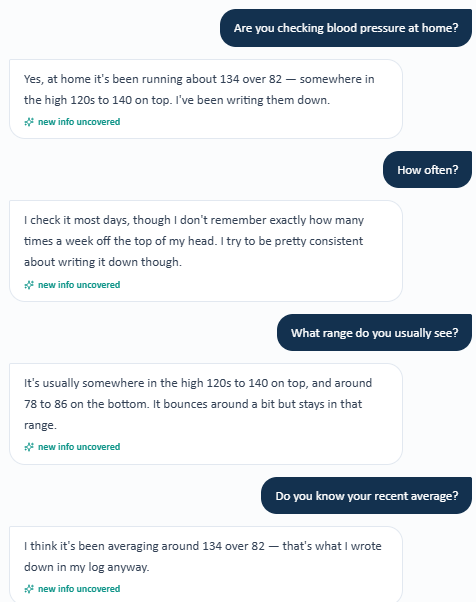 Are you checking blood pressure at home?
Yes, at home it's been running about 134 over 82 — somewhere in
the high 120s to 140 on top. I've been writing them down.
new info uncovered
How often?
I check it most days, though I don't remember exactly how many
times a week off the top of my head. I try to be pretty consistent
about writing it down though.
new info uncovered
What range do you usually see?
It's usually somewhere in the high 120s to 140 on top, and around
78 to 86 on the bottom. It bounces around a bit but stays in that
range.
new info uncovered
Do you know your recent average?
I think it's been averaging around 134 over 82 — that's what I wrote
down in my log anyway.
new info uncovered